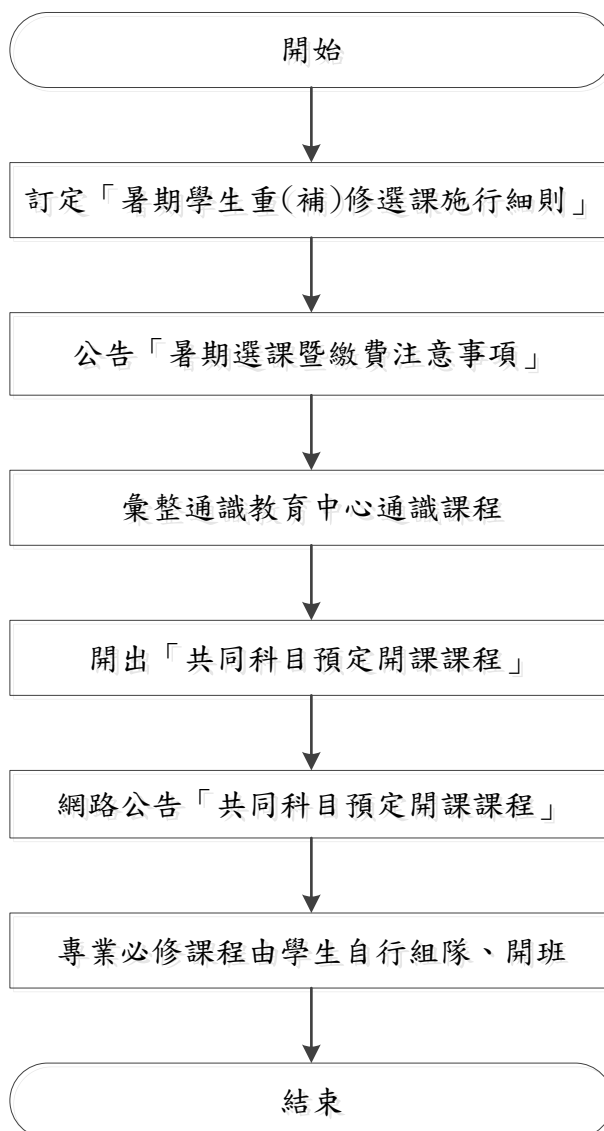 開始
訂定「暑期學生重(補)修選課施行細則」
公告「暑期選課暨繳費注意事項」
彙整通識教育中心通識課程
開出「共同科目預定開課課程」
網路公告「共同科目預定開課課程」
專業必修課程由學生自行組隊、開班
結束